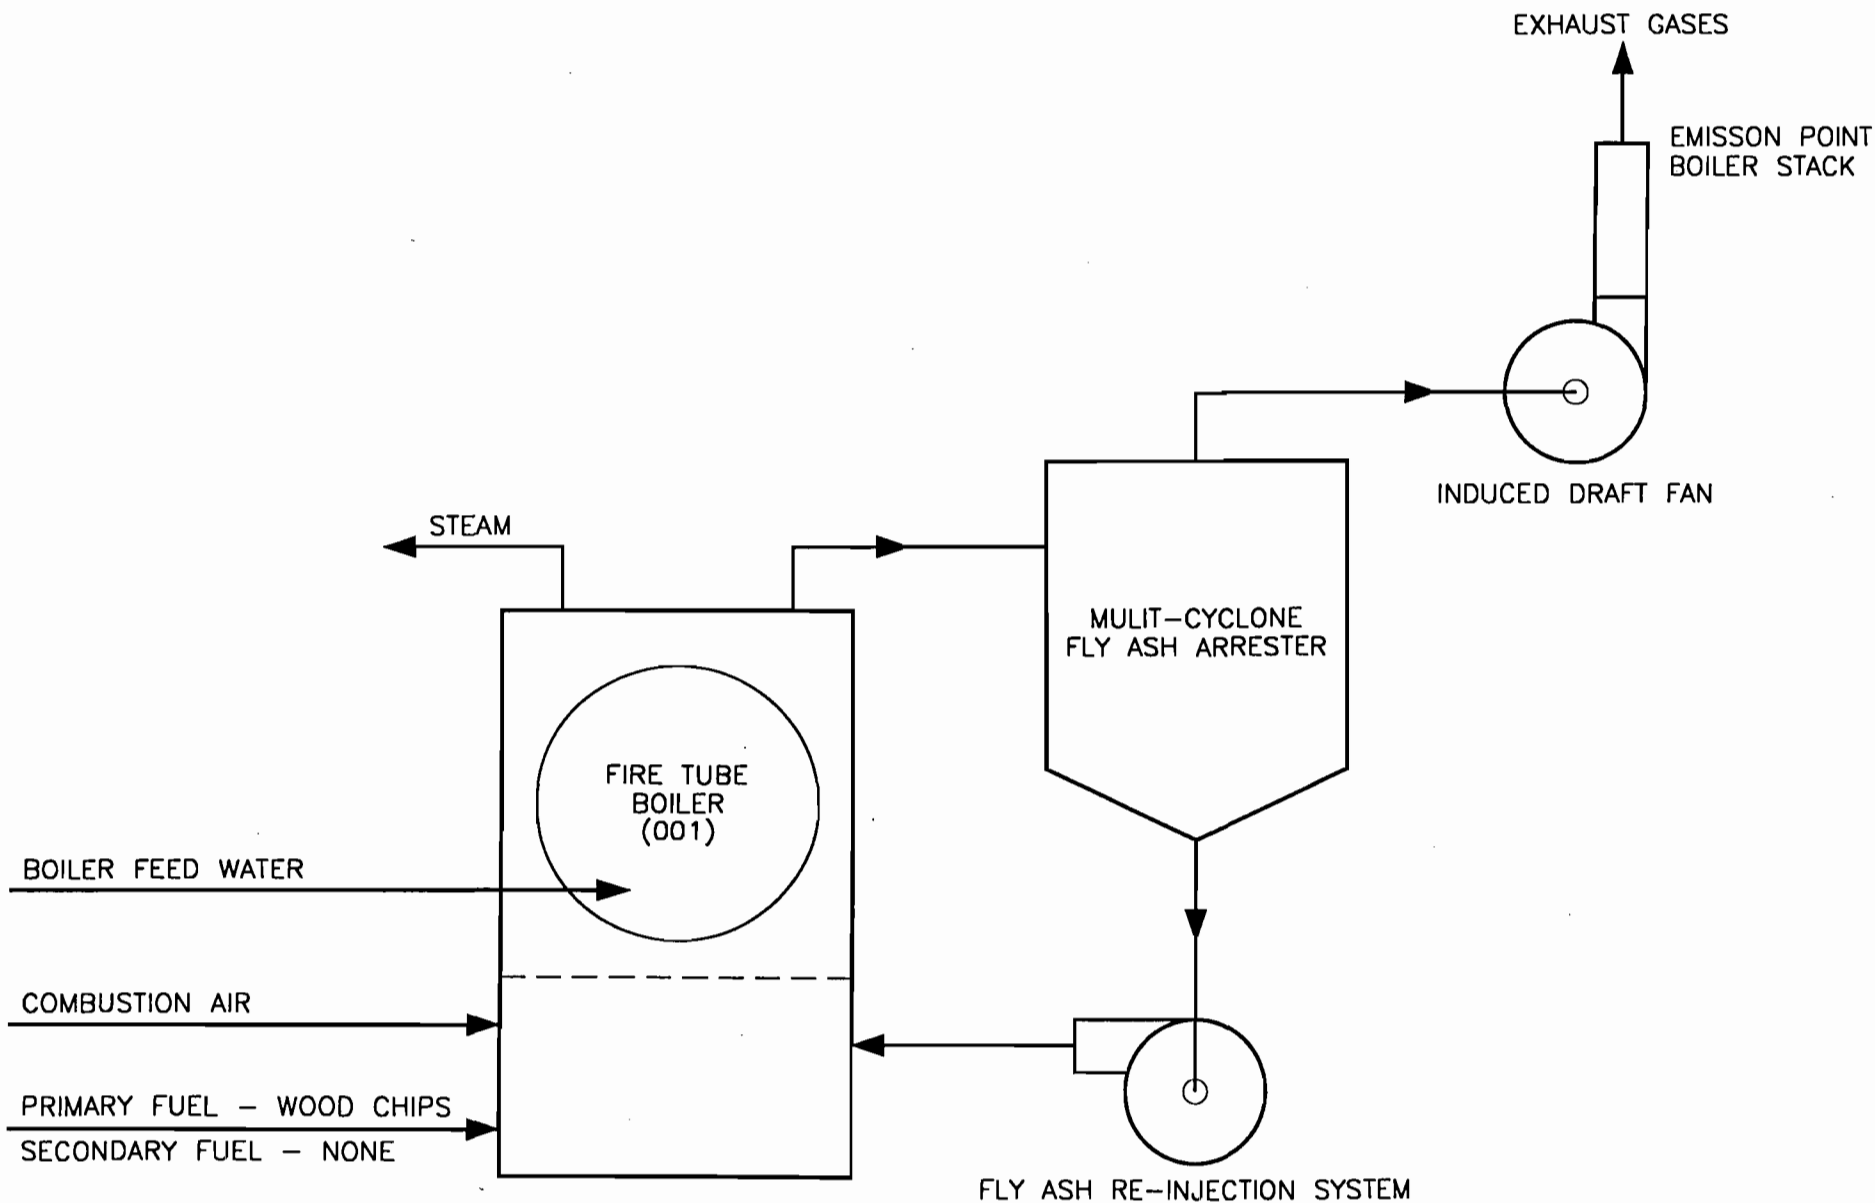 EXHAUST GASES
EMISSON POINT
BOILER STACK
INDUCED DRAFT FAN
STEAM
MULIT-CYCLONE
FLY ASH ARRESTER
FIRE TUBE
BOILER
(001)
BOILER FEED WATER
COMBUSTION AIR
PRIMARY FUEL - WOOD CHIPS
SECONDARY FUEL - NONE
FLY ASH RE-INJECTION SYSTEM